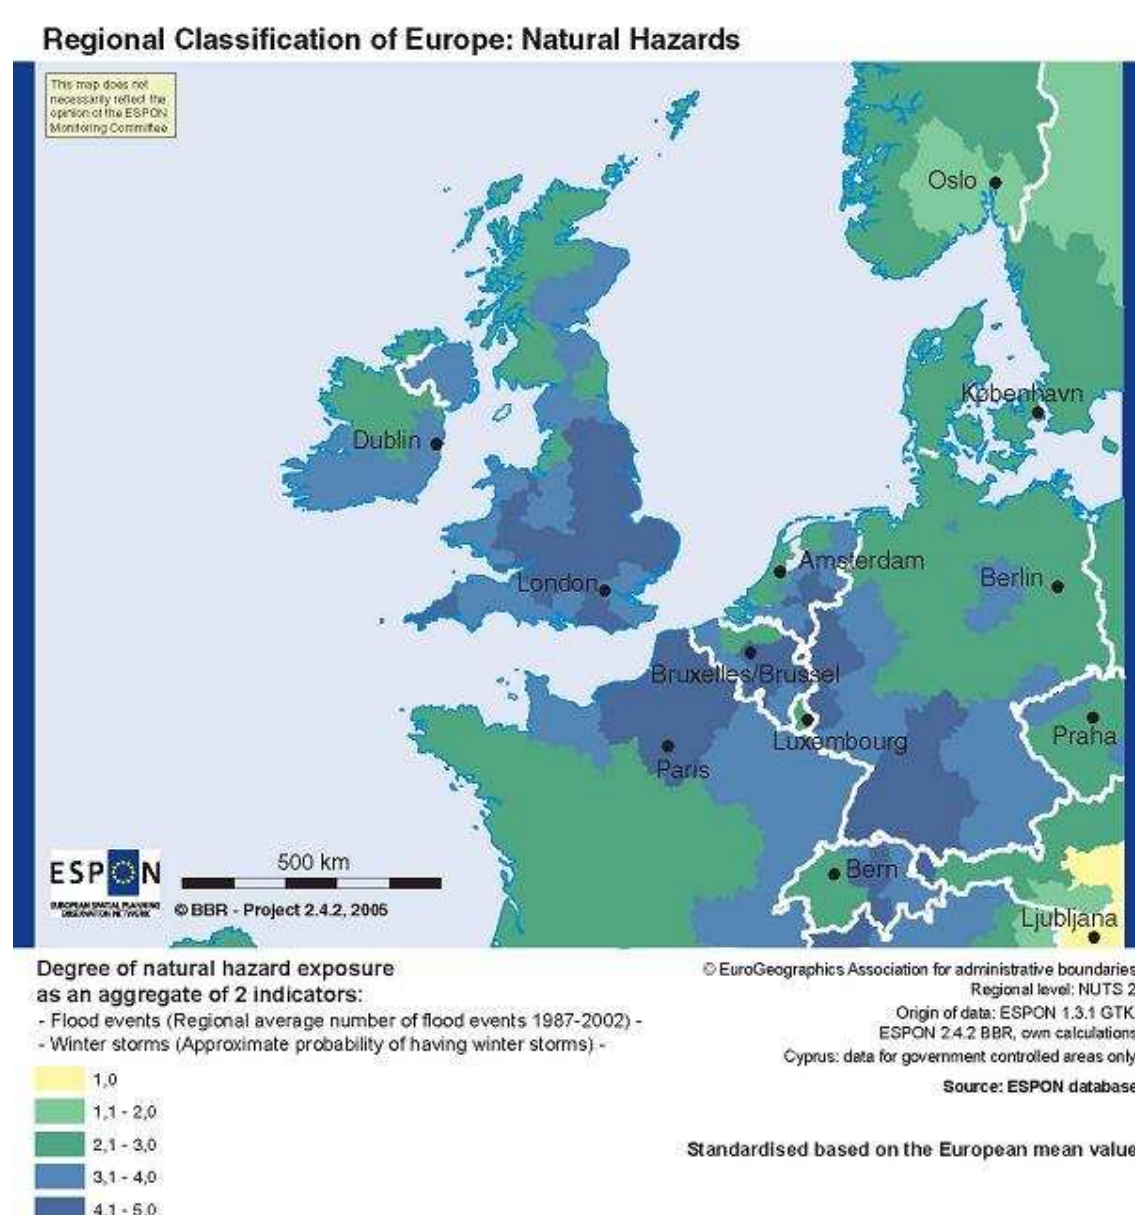 Regional Classification of Europe: Natural Hazards
This map does not
necessarily reflect the
opinion of the ESPON
Monitoring Committee
Oslo
København
Dublin
Amsterdam
London
Berlin
Bruxelles/Brussel
Luxembourg
Praha
Paris
Bern
Ljubljana
ESPON
EUROPEAN SPATIAL PLANNING
OBSERVATION NETWORK
500 km
© BBR - Project 2.4.2, 2005
Degree of natural hazard exposure
as an aggregate of 2 indicators:
- Flood events (Regional average number of flood events 1987-2002) -
- Winter storms (Approximate probability of having winter storms) -
1,0
1,1 - 2,0
2,1 - 3,0
3,1 - 4,0
4,1 - 5,0
© EuroGeographics Association for administrative boundaries
Regional level: NUTS 2
Origin of data: ESPON 1.3.1 GTK
ESPON 2.4.2 BBR, own calculations
Cyprus: data for government controlled areas only
Source: ESPON database
Standardised based on the European mean value